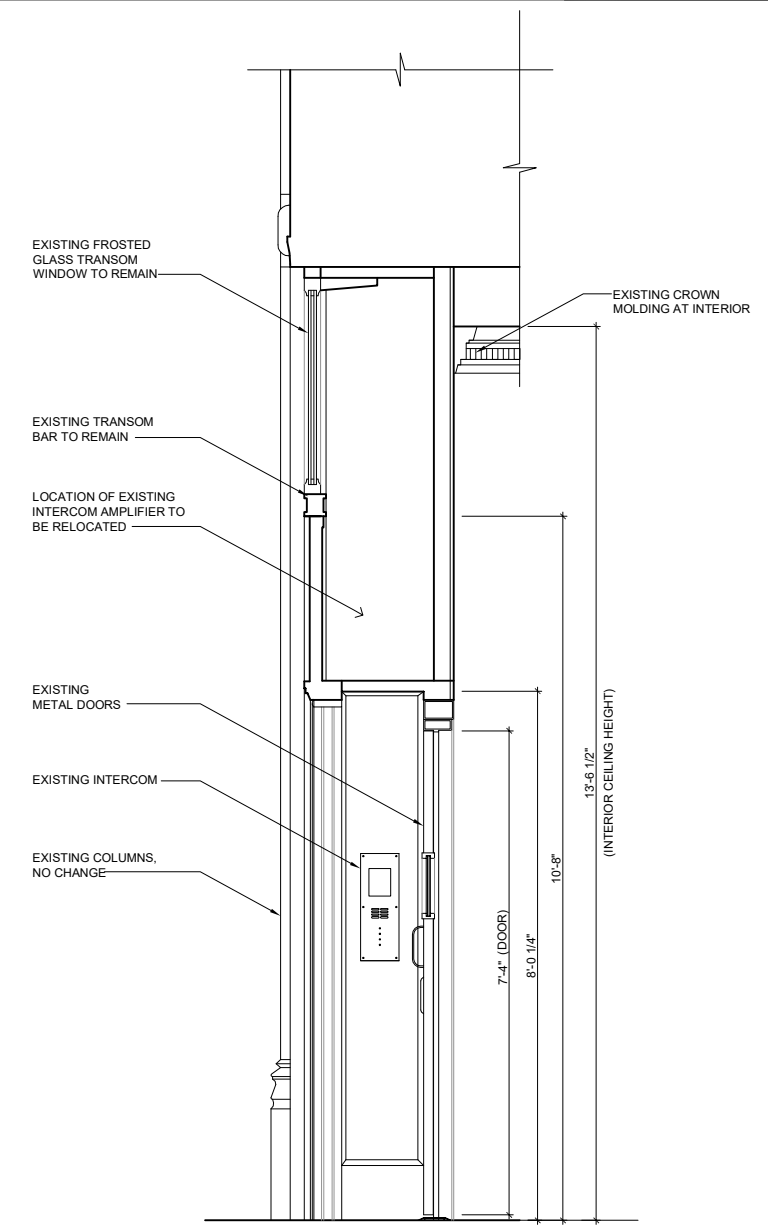 EXISTING FROSTED
GLASS TRANSOM
WINDOW TO REMAIN
EXISTING CROWN
MOLDING AT INTERIOR
EXISTING TRANSOM
BAR TO REMAIN
LOCATION OF EXISTING
INTERCOM AMPLIFIER TO
BE RELOCATED
EXISTING
METAL DOORS
EXISTING INTERCOM
EXISTING COLUMNS,
NO CHANGE
7'-4" (DOOR)
8'-0 1/4"
10'-8"
13'-6 1/2"
(INTERIOR CEILING HEIGHT)